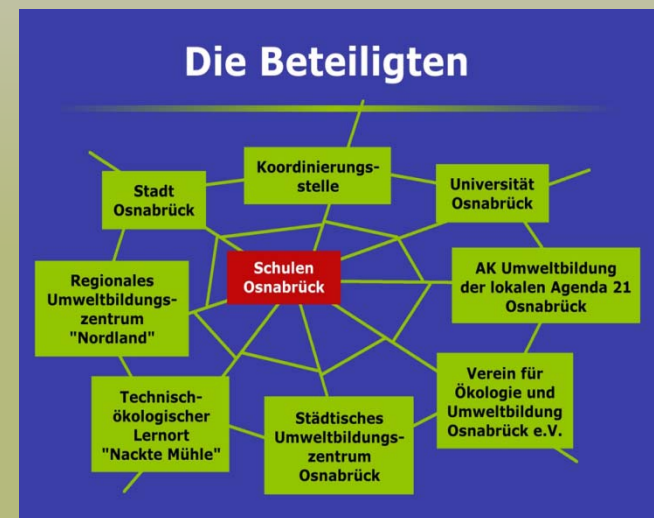 Die Beteiligten
Koordinierungs-
stelle
Stadt
Osnabrück
Universität
Osnabrück
Schulen
Osnabrück
Regionales
Umweltbildungs-
zentrum
"Nordland"
AK Umweltbildung
der lokalen Agenda 21
Osnabrück
Technisch-
ökologischer
Lernort
"Nackte Mühle"
Städtisches
Umweltbildungs-
zentrum
Osnabrück
Verein für
Ökologie und
Umweltbildung
Osnabrück e.V.